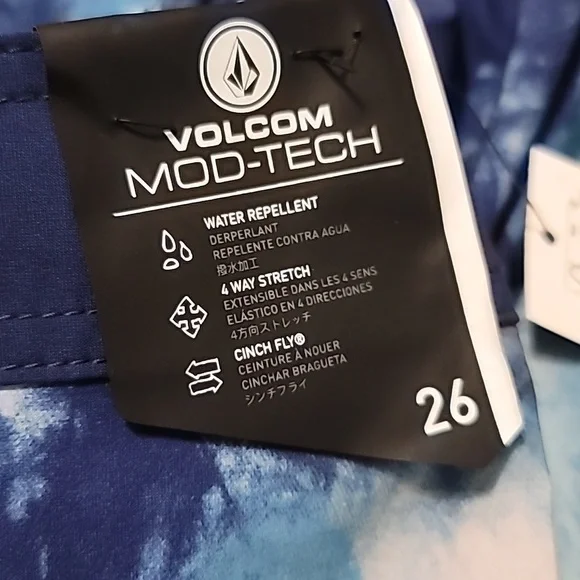 VOLCOM
MOD-TECH
WATER REPELLENT
DERPERLANT
REPELENTE CONTRA AGUA
撥水加工
4 WAY STRETCH
EXTENSIBLE DANS LES 4 SENS
ELÁSTICO EN 4 DIRECCIONES
4方向ストレッチ
CINCH FLY®
CEINTURE À NOUER
CINCHAR BRAGUETA
シンチフライ
26